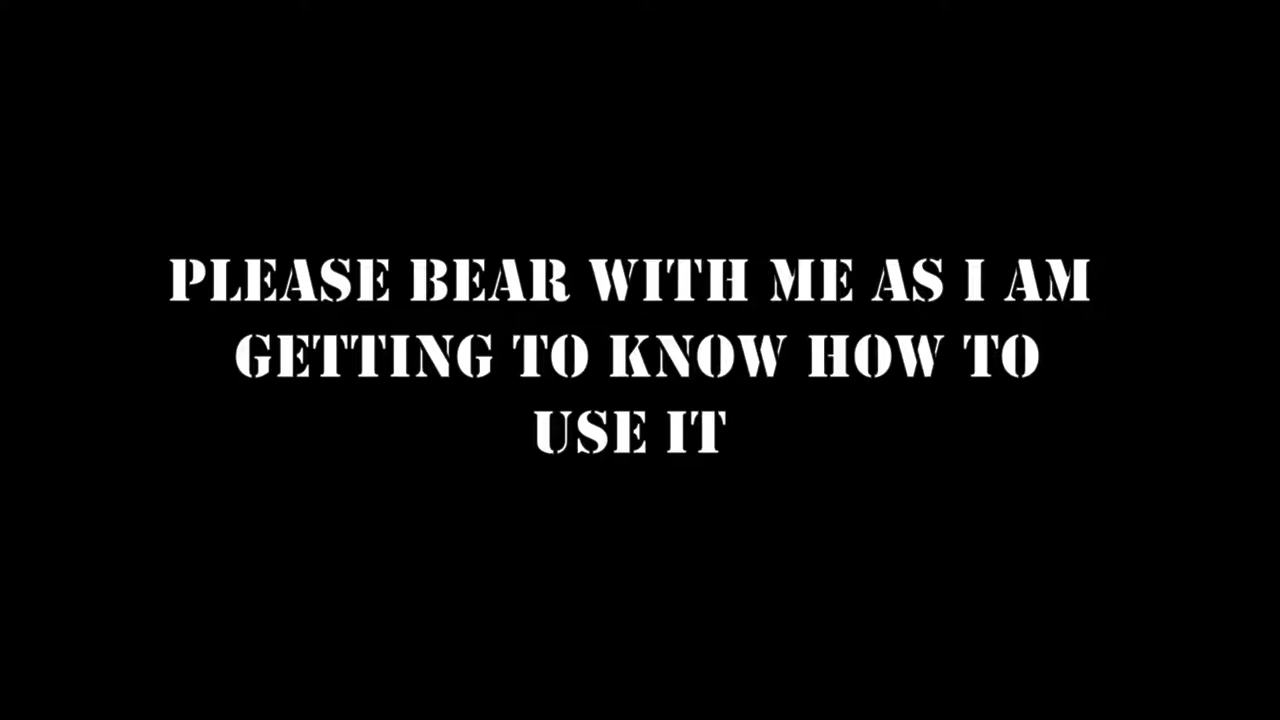 PLEASE BEAR WITH ME AS I AM
GETTING TO KNOW HOW TO
USE IT